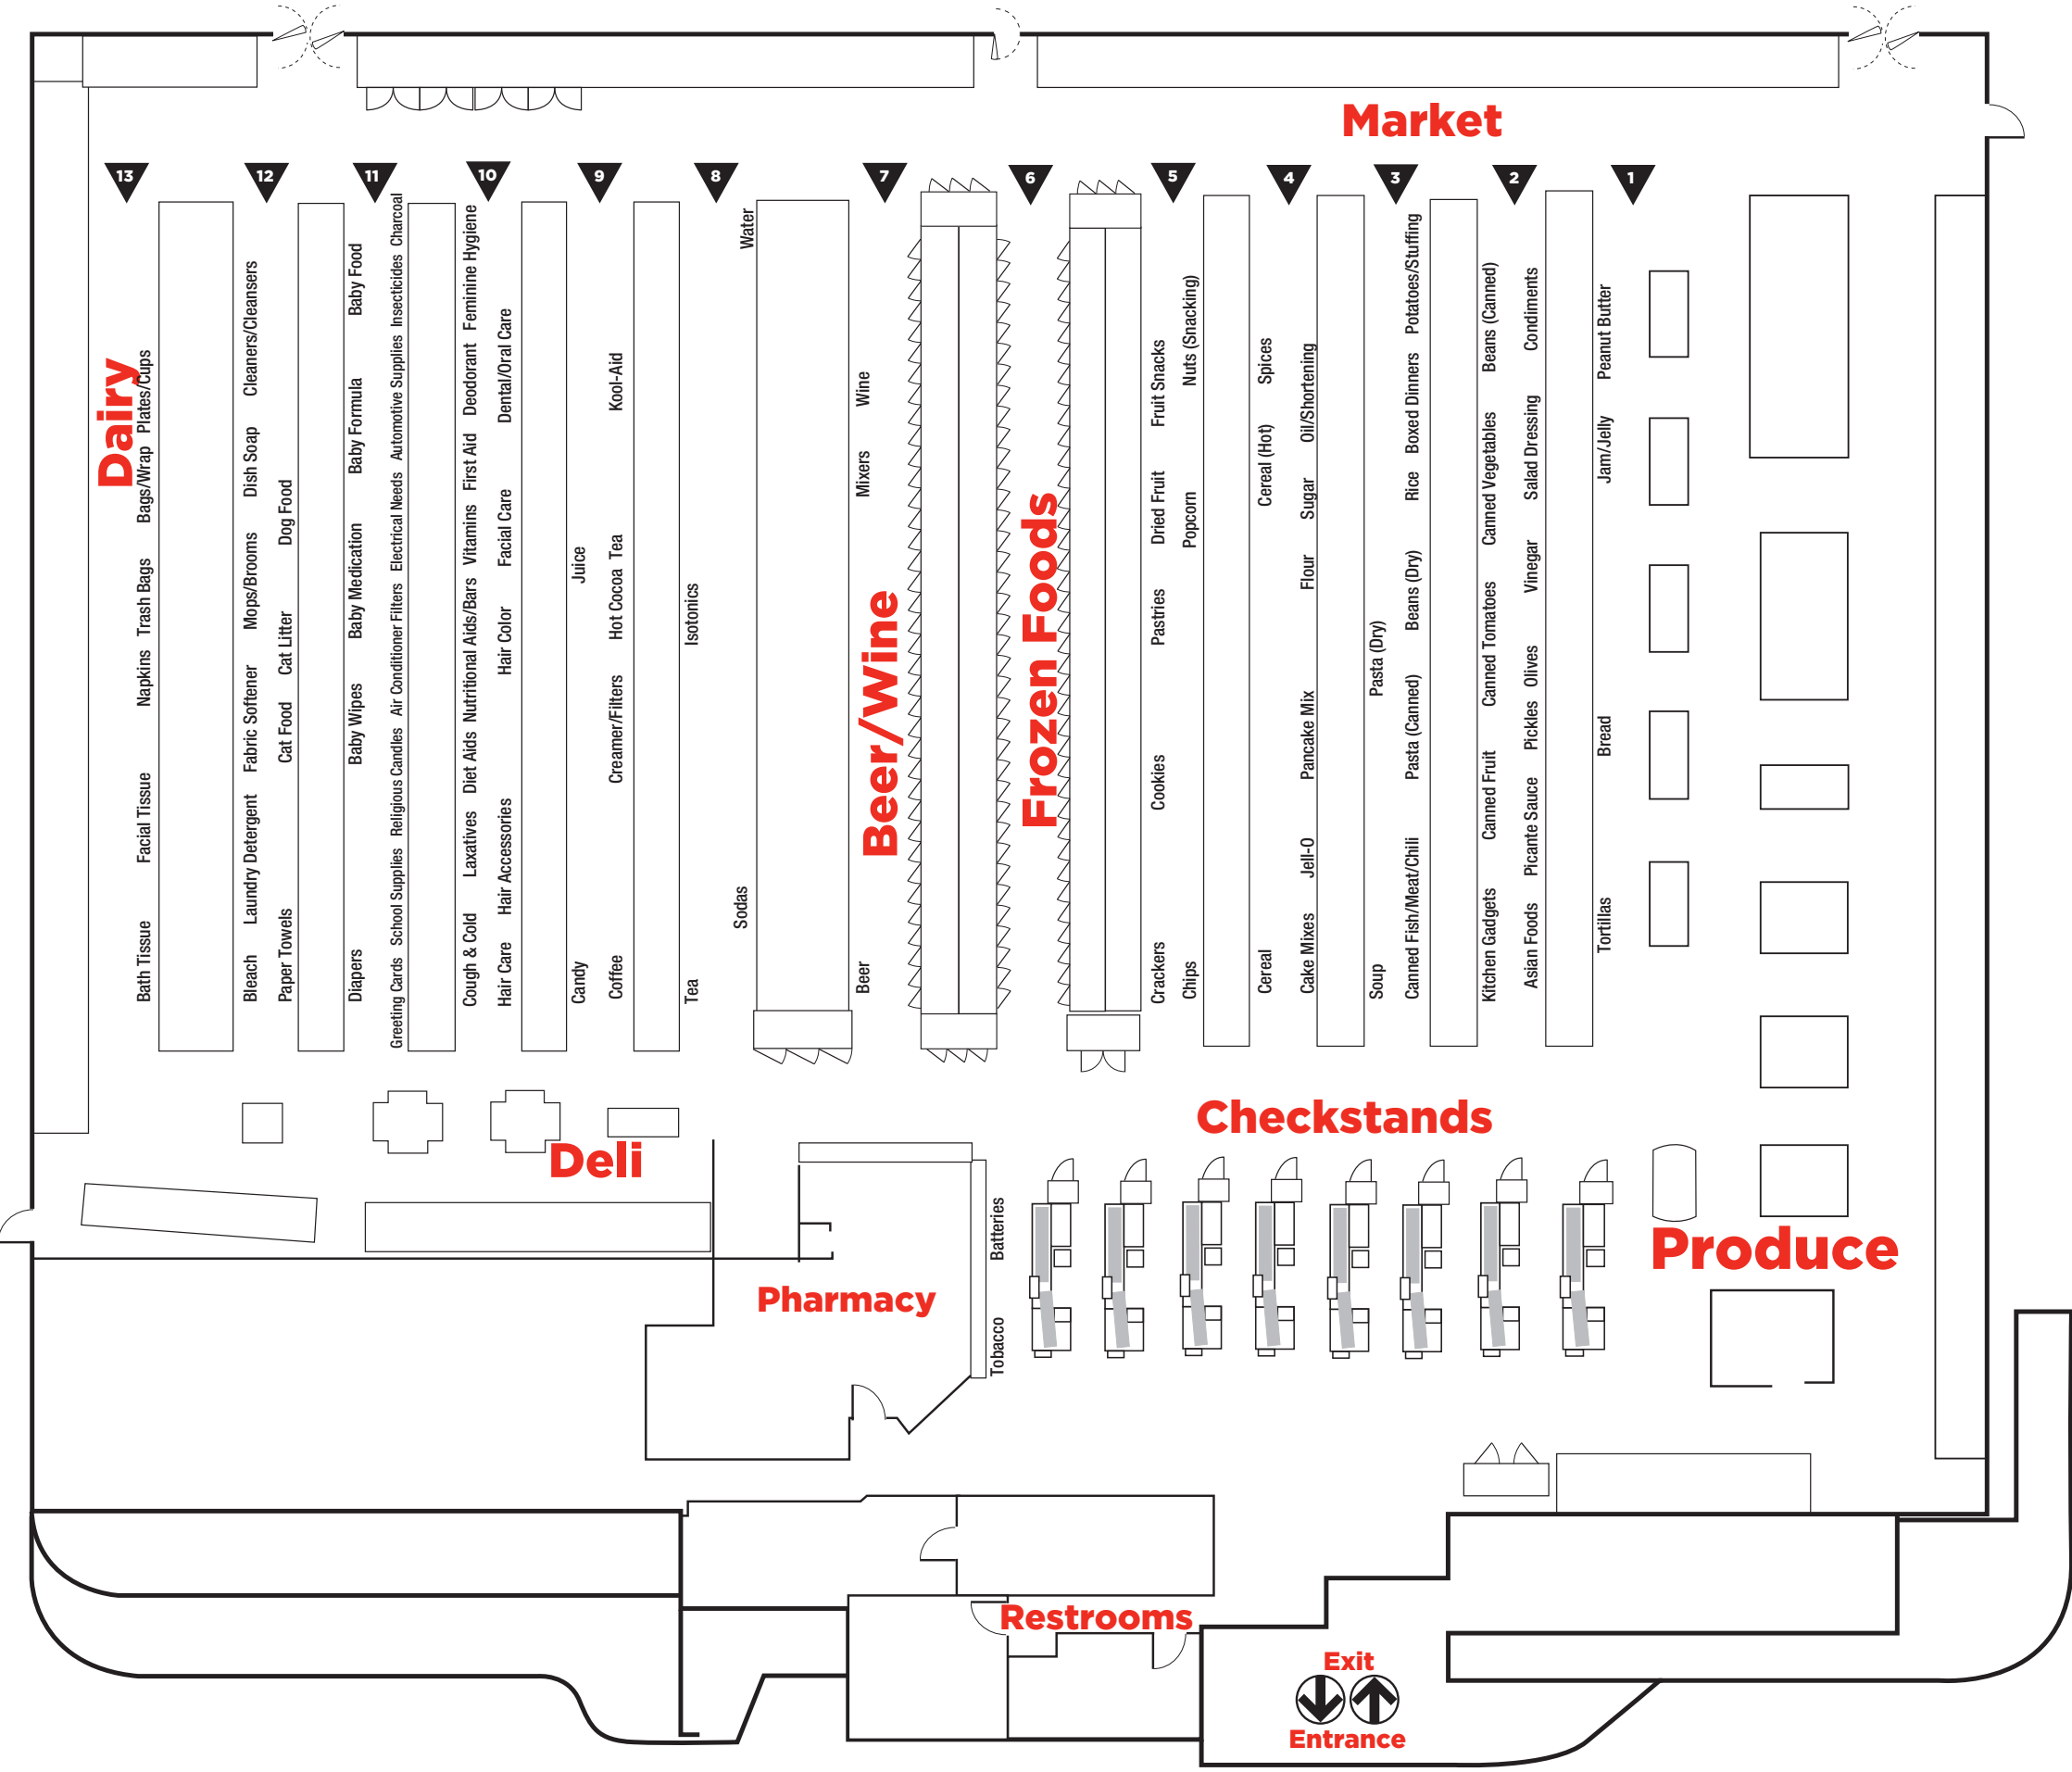 Market
13
12
11
10
9
8
7
6
5
4
3
2
1
Dairy
Bath Tissue Facial Tissue Napkins Trash Bags Bags/Wrap Plates/Cups
Bleach Laundry Detergent Fabric Softener Mops/Brooms Dish Soap Cleaners/Cleansers
Paper Towels Cat Food Cat Litter Dog Food
Diapers Baby Wipes Baby Medication Baby Formula Baby Food
Greeting Cards School Supplies Religious Candles Air Conditioner Filters Electrical Needs Automotive Supplies Insecticides Charcoal
Cough & Cold Laxatives Diet Aids Nutritional Aids/Bars Vitamins First Aid Deodorant Feminine Hygiene
Hair Care Hair Accessories Hair Color Facial Care Dental/Oral Care
Candy Juice
Coffee Creamer/Filters Hot Cocoa Tea Kool-Aid
Tea Isotonics
Sodas Water
Beer Mixers Wine
Beer/Wine
Frozen Foods
Crackers Cookies Pastries Dried Fruit Fruit Snacks
Chips Popcorn Nuts (Snacking)
Cereal Cereal (Hot) Spices
Cake Mixes Jell-O Pancake Mix Flour Sugar Oil/Shortening
Soup Pasta (Dry)
Canned Fish/Meat/Chili Pasta (Canned) Beans (Dry) Rice Boxed Dinners Potatoes/Stuffing
Kitchen Gadgets Canned Fruit Canned Tomatoes Canned Vegetables Beans (Canned)
Asian Foods Picante Sauce Pickles Olives Vinegar Salad Dressing Condiments
Tortillas Bread Jam/Jelly Peanut Butter
Checkstands
Deli
Produce
Pharmacy
Tobacco Batteries
Restrooms
Exit
Entrance